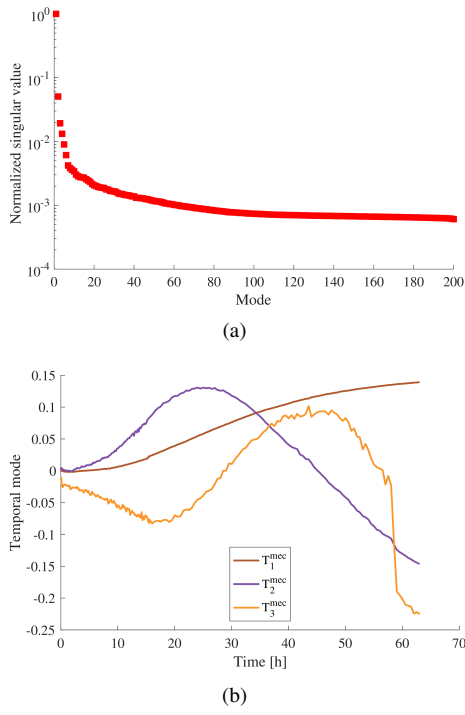 10^0
10^-1
10^-2
10^-3
10^-4
Normalized singular value
0 20 40 60 80 100 120 140 160 180 200
Mode
(a)
0.15
0.1
0.05
0
-0.05
-0.1
-0.15
-0.2
-0.25
Temporal mode
T_1^mec
T_2^mec
T_3^mec
0 10 20 30 40 50 60 70
Time [h]
(b)